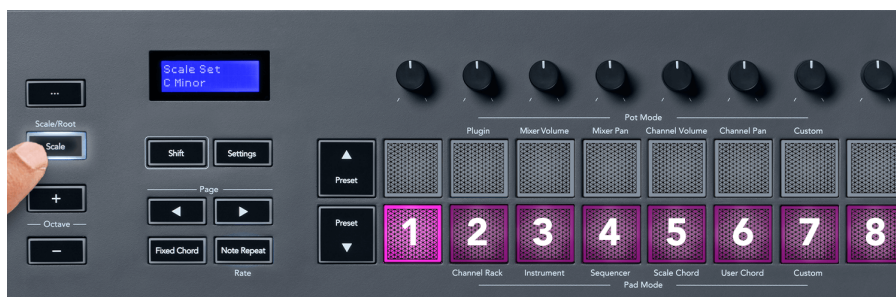 Scale Set
C Minor
...
Scale/Root
Scale
Shift
Settings
+
Octave
−
Page
Fixed Chord
Note Repeat
Rate
Preset
Preset
Pot Mode
Plugin
Mixer Volume
Mixer Pan
Channel Volume
Channel Pan
Custom
1
2
3
4
5
6
7
8
Channel Rack
Instrument
Sequencer
Scale Chord
User Chord
Custom
Pad Mode